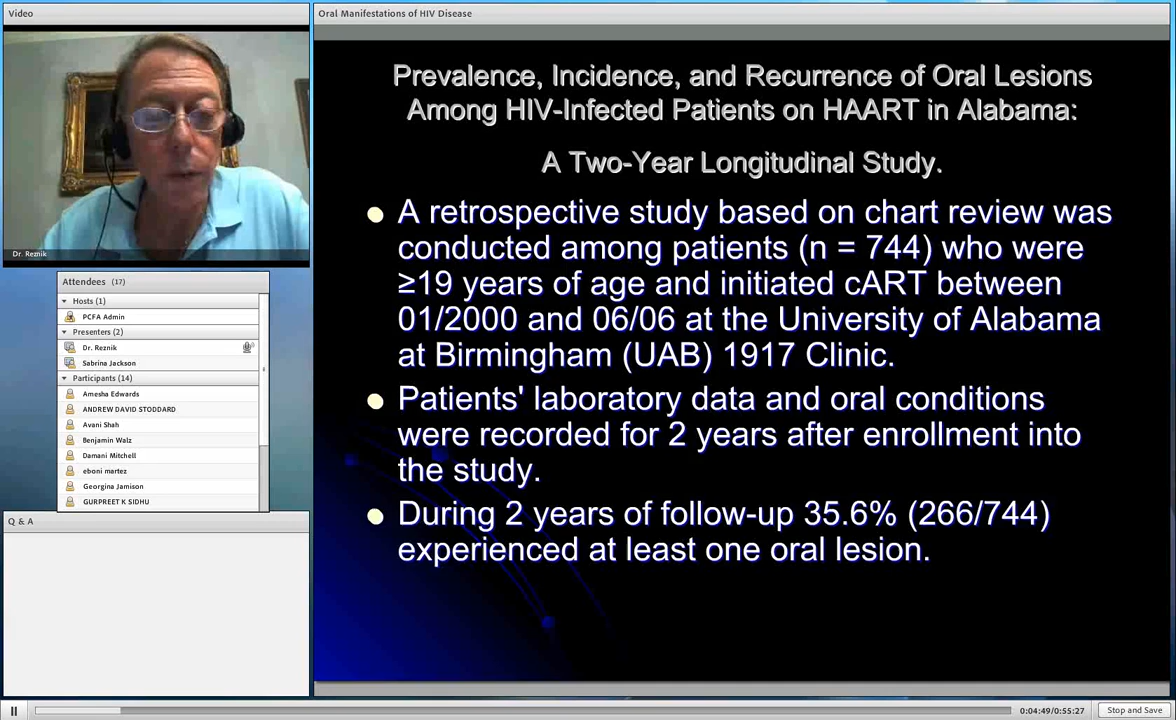 Video
Dr. Reznik
Attendees (17)
Hosts (1)
PCFA Admin
Presenters (2)
Dr. Reznik
Sabrina Jackson
Participants (14)
Amesha Edwards
ANDREW DAVID STODDARD
Avani Shah
Benjamin Walz
Damani Mitchell
eboni martez
Georgina Jamison
GURPREET K SIDHU
Q & A
Oral Manifestations of HIV Disease
Prevalence, Incidence, and Recurrence of Oral Lesions
Among HIV-Infected Patients on HAART in Alabama:
A Two-Year Longitudinal Study.
A retrospective study based on chart review was
conducted among patients (n = 744) who were
≥19 years of age and initiated cART between
01/2000 and 06/06 at the University of Alabama
at Birmingham (UAB) 1917 Clinic.
Patients' laboratory data and oral conditions
were recorded for 2 years after enrollment into
the study.
During 2 years of follow-up 35.6% (266/744)
experienced at least one oral lesion.
0:04:49/0:55:27
Stop and Save